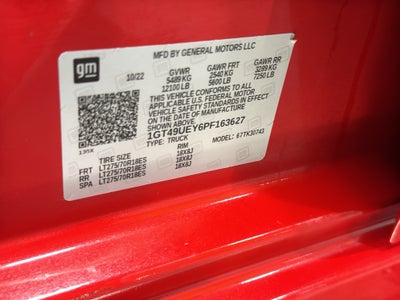 gm
MFD BY GENERAL MOTORS LLC
10/22 GVWR GAWR FRT GAWR RR
5489 KG 2540 KG 3289 KG
12100 LB 5600 LB 7250 LB
THIS VEHICLE CONFORMS TO ALL
APPLICABLE U.S. FEDERAL MOTOR
VEHICLE SAFETY STANDARDS IN
EFFECT ON THE DATE OF MANUFACTURE
SHOWN ABOVE.
1GT49UEY6PF163627
TYPE: TRUCK MODEL: 6TTK30743
195X
TIRE SIZE RIM
FRT LT275/70R18ES 18X8J
RR LT275/70R18ES 18X8J
SPA LT275/70R18ES 18X8J